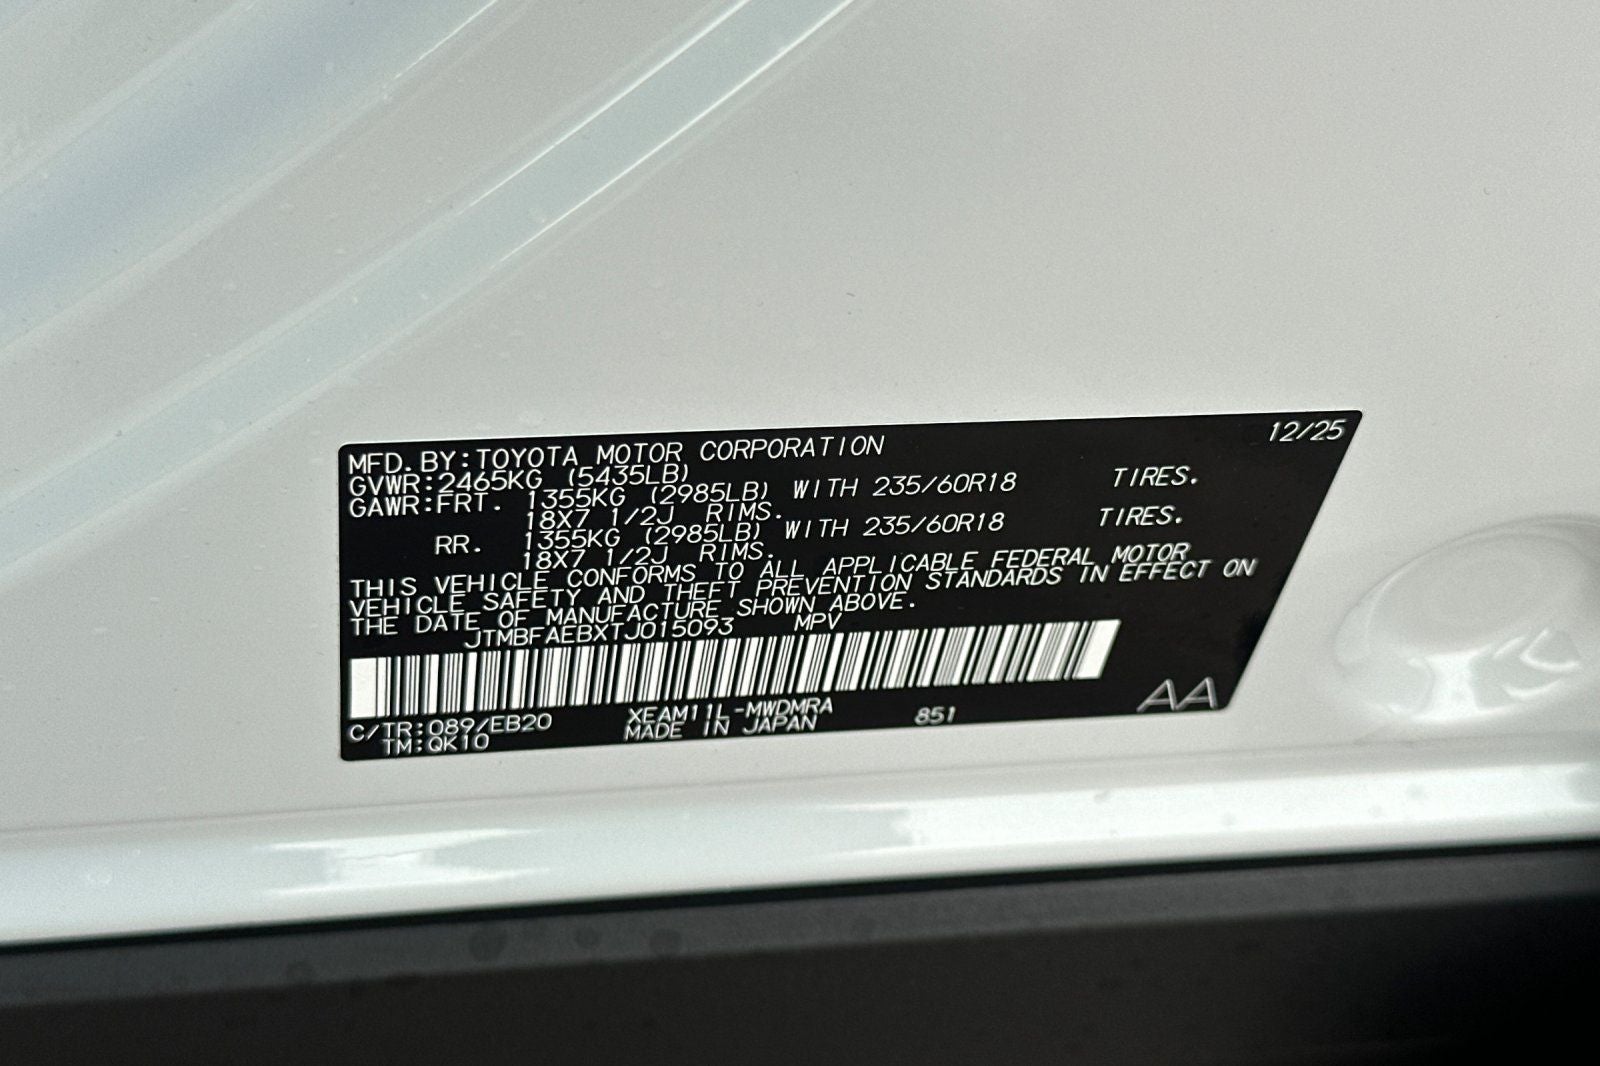 12/25
MFD. BY:TOYOTA MOTOR CORPORATION
GVWR:2465KG (5435LB)
GAWR:FRT. 1355KG (2985LB) WITH 235/60R18 TIRES.
18X7 1/2J RIMS.
RR. 1355KG (2985LB) WITH 235/60R18 TIRES.
18X7 1/2J RIMS.
THIS VEHICLE CONFORMS TO ALL APPLICABLE FEDERAL MOTOR
VEHICLE SAFETY AND THEFT PREVENTION STANDARDS IN EFFECT ON
THE DATE OF MANUFACTURE SHOWN ABOVE.
JTMBFAEBXTJ015093 MPV
C/TR:089/EB20 XEAM11L-MWDMRA 851 AA
TM:QK10 MADE IN JAPAN